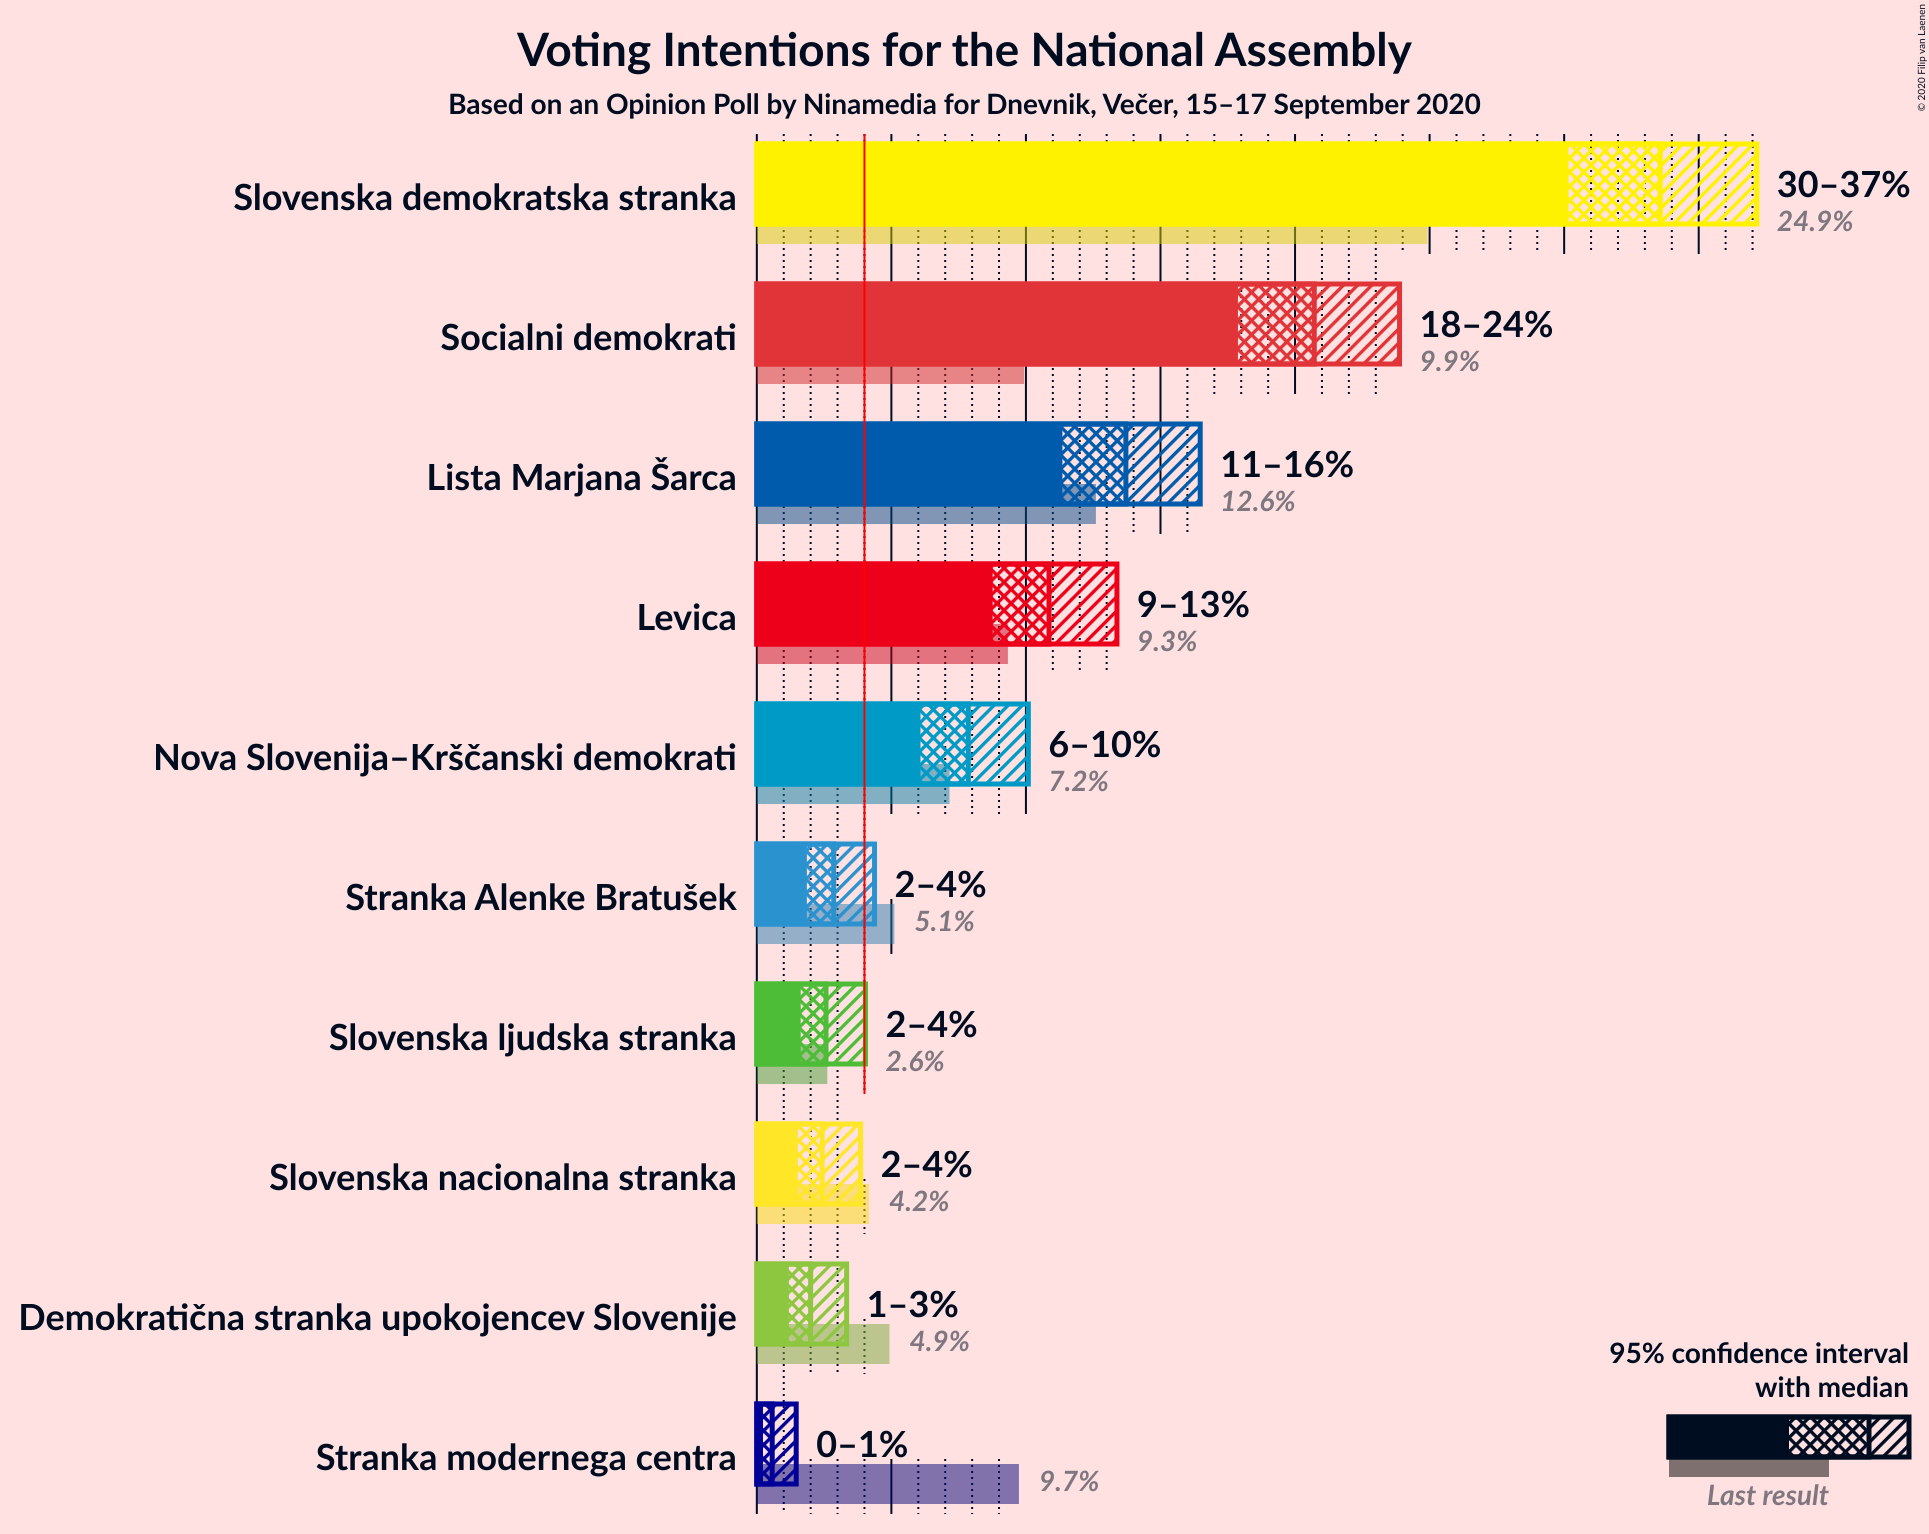 Voting Intentions for the National Assembly
Based on an Opinion Poll by Ninamedia for Dnevnik, Večer, 15–17 September 2020
© 2020 Filip van Laenen
Slovenska demokratska stranka
30–37%
24.9%
Socialni demokrati
18–24%
9.9%
Lista Marjana Šarca
11–16%
12.6%
Levica
9–13%
9.3%
Nova Slovenija–Krščanski demokrati
6–10%
7.2%
Stranka Alenke Bratušek
2–4%
5.1%
Slovenska ljudska stranka
2–4%
2.6%
Slovenska nacionalna stranka
2–4%
4.2%
Demokratična stranka upokojencev Slovenije
1–3%
4.9%
Stranka modernega centra
0–1%
9.7%
95% confidence interval
with median
Last result